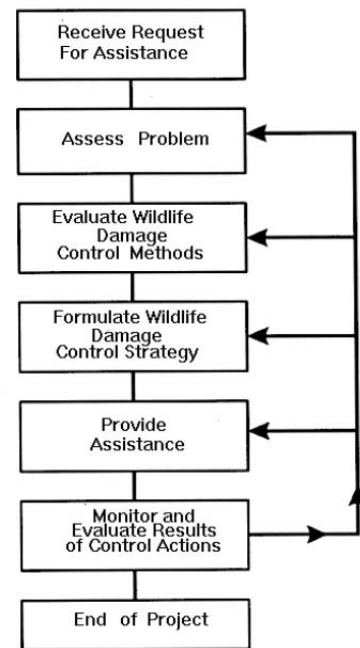 Receive Request
For Assistance
Assess Problem
Evaluate Wildlife
Damage
Control Methods
Formulate Wildlife
Damage
Control Strategy
Provide
Assistance
Monitor and
Evaluate Results
of Control Actions
End of Project